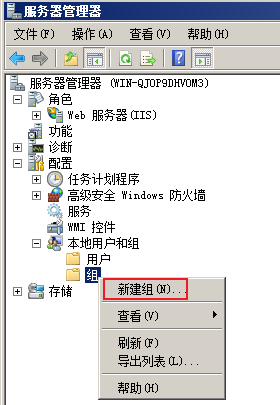 服务器管理器
文件(F) 操作(A) 查看(V) 帮助(H)
服务器管理器 (WIN-QJOP9DHVOM3)
角色
Web 服务器(IIS)
功能
诊断
配置
任务计划程序
高级安全 Windows 防火墙
服务
WMI 控件
本地用户和组
用户
组
新建组(N)...
存储
查看(V)
刷新(F)
导出列表(L)...
帮助(H)